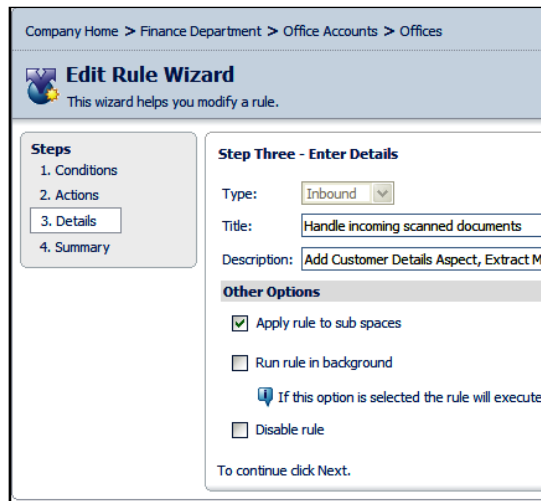 Company Home > Finance Department > Office Accounts > Offices
Edit Rule Wizard
This wizard helps you modify a rule.
Steps
1. Conditions
2. Actions
3. Details
4. Summary
Step Three - Enter Details
Type: Inbound
Title: Handle incoming scanned documents
Description: Add Customer Details Aspect, Extract M
Other Options
Apply rule to sub spaces
Run rule in background
If this option is selected the rule will execute
Disable rule
To continue click Next.